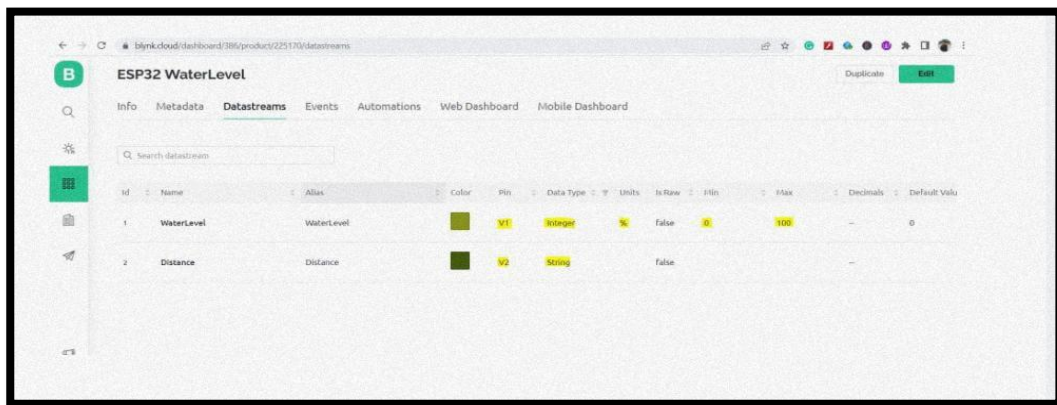 blynk.cloud/dashboard/386/product/225170/datastreams
B
ESP32 WaterLevel
Duplicate
Edit
Info Metadata Datastreams Events Automations Web Dashboard Mobile Dashboard
Search datastream
Id Name Alias Color Pin Data Type Units Is Raw Min Max Decimals Default Valu
1 WaterLevel WaterLevel V1 Integer % false 0 100 -- 0
2 Distance Distance V2 String false --